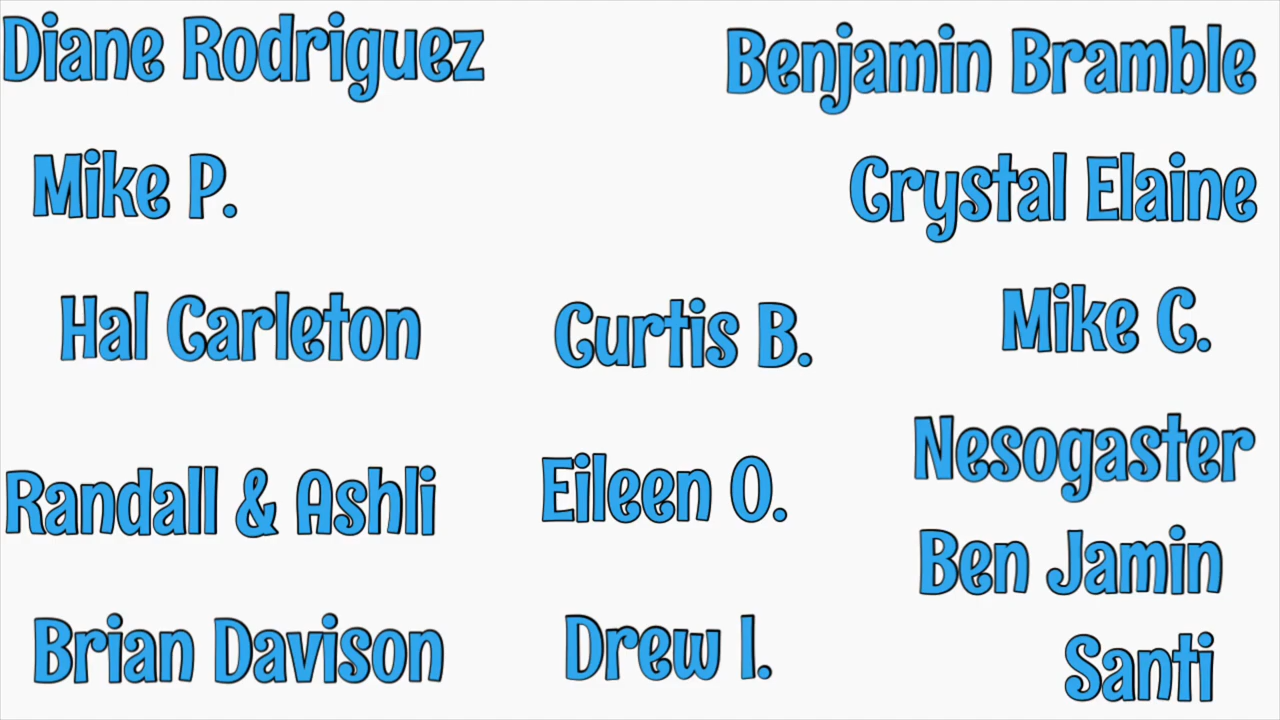 Diane Rodriguez
Benjamin Bramble
Mike P.
Crystal Elaine
Hal Carleton
Curtis B.
Mike C.
Randall & Ashli
Eileen O.
Nesogaster
Ben Jamin
Brian Davison
Drew I.
Santi